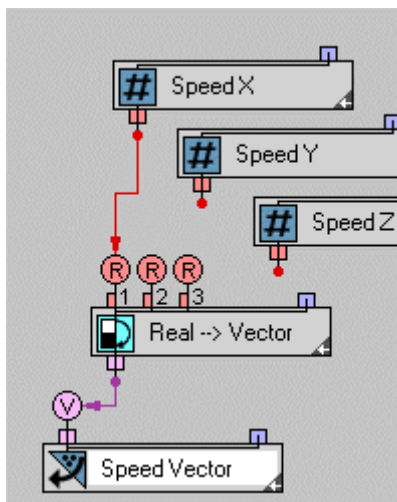 # Speed X
# Speed Y
# Speed Z
R R R
1 2 3
Real --> Vector
V
Speed Vector